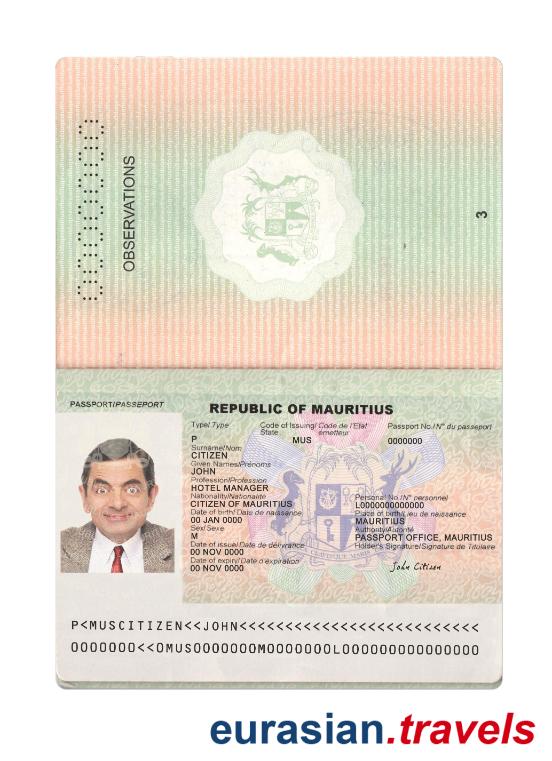 OBSERVATIONS
3
PASSPORT/PASSEPORT
REPUBLIC OF MAURITIUS
Type/Type
Code of Issuing/ Code de l'Etat
State émetteur
Passport No./N° du passeport
P
MUS
0000000
Surname/Nom
CITIZEN
Given Names/Prénoms
JOHN
Profession/Profession
HOTEL MANAGER
Nationality/Nationalité
CITIZEN OF MAURITIUS
Personal No./N° personnel
L0000000000000
Date of birth/ Date de naissance
Place of birth/Lieu de naissance
00 JAN 0000
MAURITIUS
Sex/ Sexe
Authority/Autorité
M
PASSPORT OFFICE, MAURITIUS
Date of issue/Date de délivrance
Holder's Signature/Signature de Titulaire
00 NOV 0000
Date of expiry/Date d'expiration
00 NOV 0000
John Citizen
P<MUSCITIZEN<<JOHN<<<<<<<<<<<<<<<<<<<<<<<<<<
0000000<<0MUS0000000M0000000L000000000000000
eurasian.travels